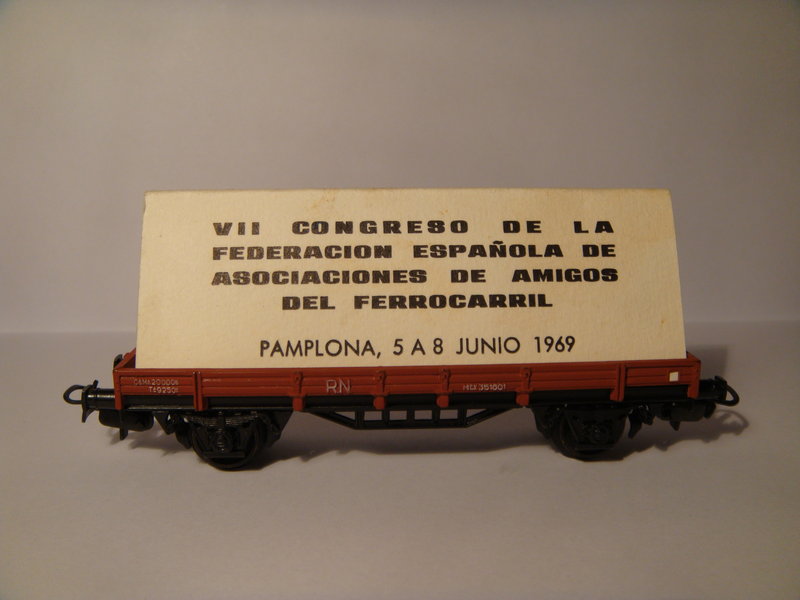 VII CONGRESO DE LA
FEDERACION ESPAÑOLA DE
ASOCIACIONES DE AMIGOS
DEL FERROCARRIL
PAMPLONA, 5 A 8 JUNIO 1969
RN